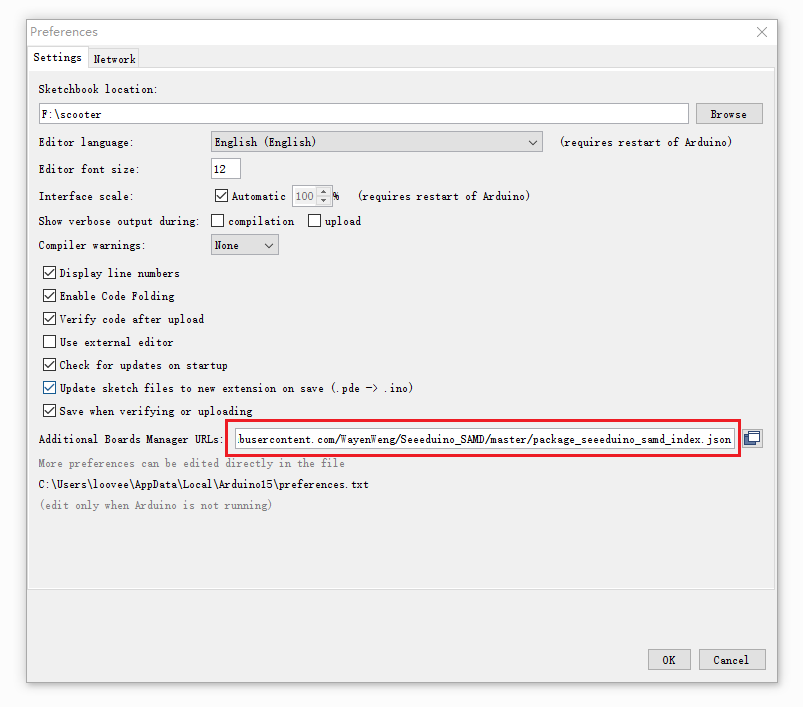 Preferences
Settings Network
Sketchbook location:
F:\scooter Browse
Editor language: English (English) (requires restart of Arduino)
Editor font size: 12
Interface scale: Automatic 100 % (requires restart of Arduino)
Show verbose output during: compilation upload
Compiler warnings: None
Display line numbers
Enable Code Folding
Verify code after upload
Use external editor
Check for updates on startup
Update sketch files to new extension on save (.pde -> .ino)
Save when verifying or uploading
Additional Boards Manager URLs: busercontent.com/WayenWeng/Seeeduino_SAMD/master/package_seeeduino_samd_index.json
More preferences can be edited directly in the file
C:\Users\loovee\AppData\Local\Arduino15\preferences.txt
(edit only when Arduino is not running)
OK Cancel